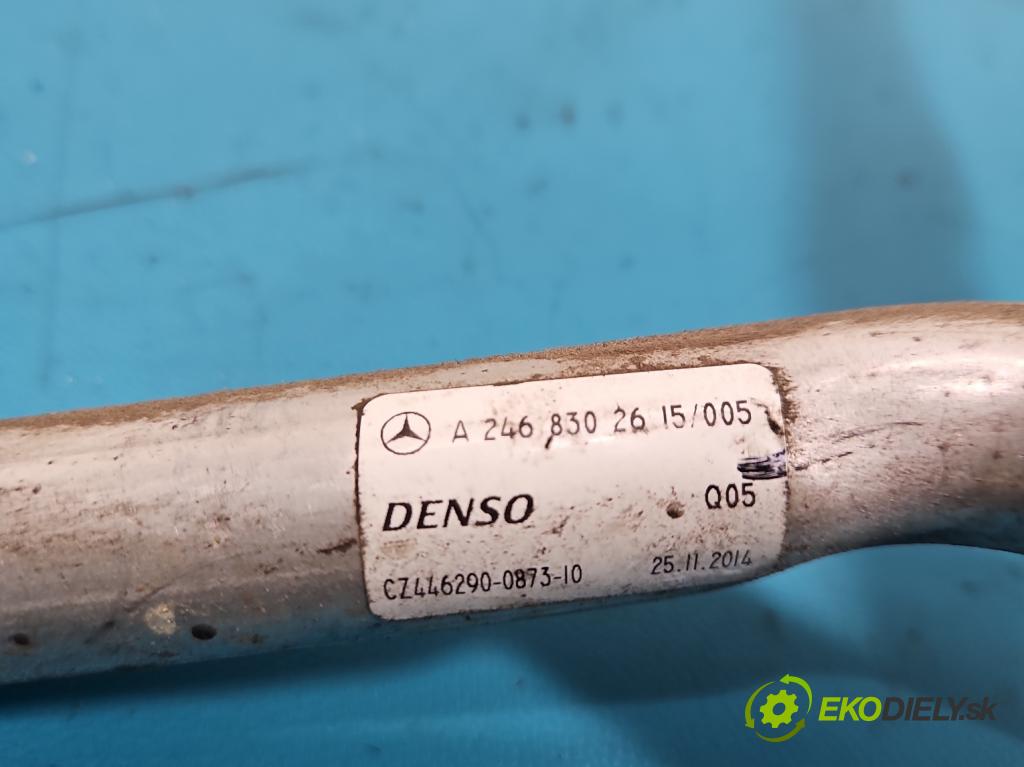 A 246 830 26 15/005
DENSO
Q05
CZ446290-0873-10
25.11.2014
EKODIELY.sk